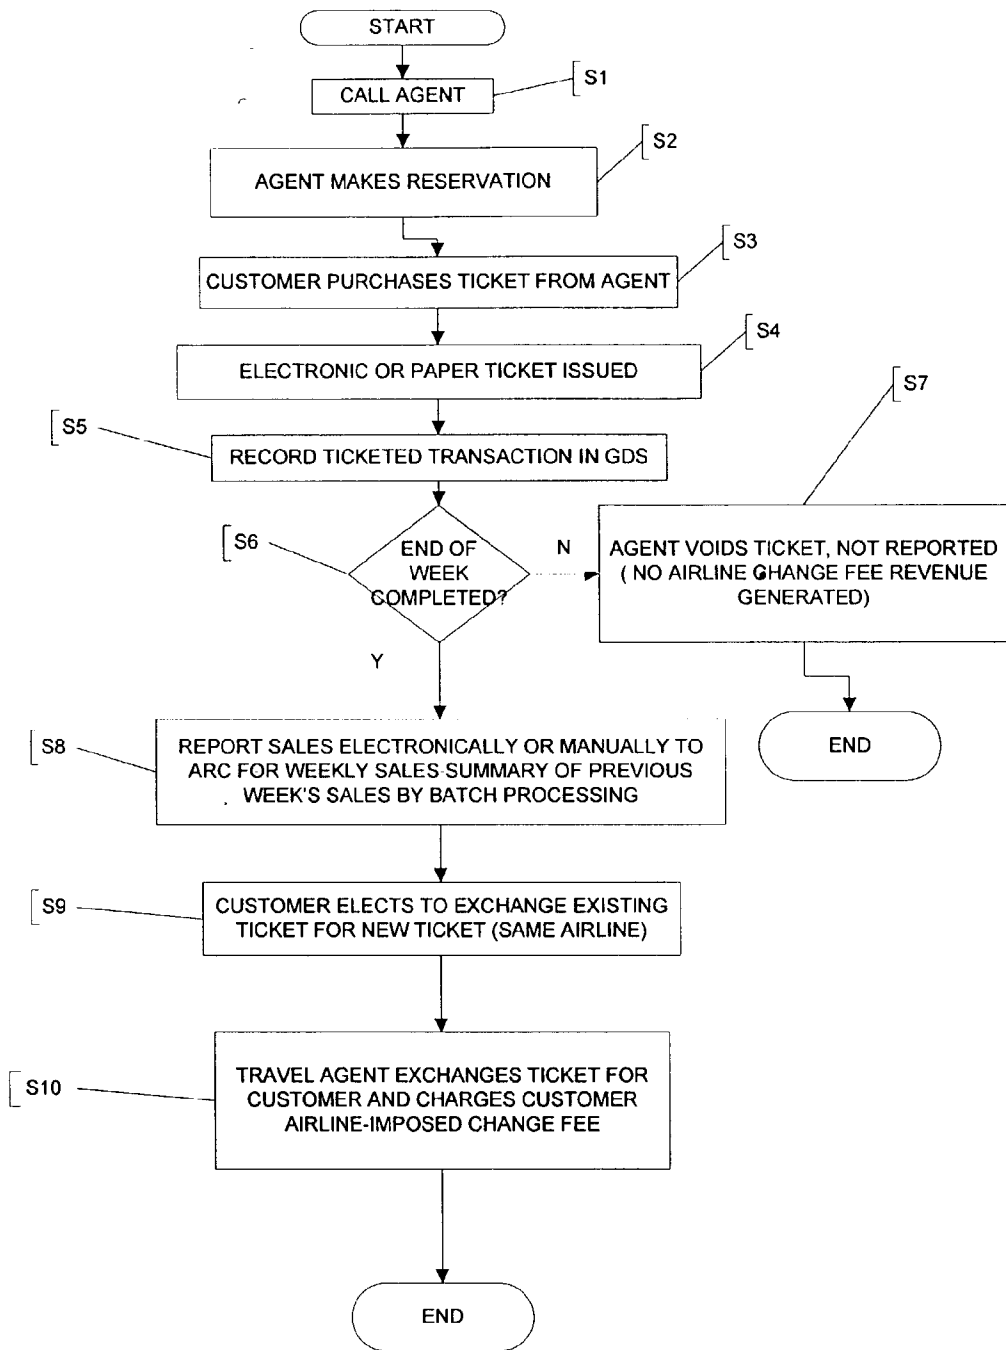 START
S1
CALL AGENT
S2
AGENT MAKES RESERVATION
S3
CUSTOMER PURCHASES TICKET FROM AGENT
S4
ELECTRONIC OR PAPER TICKET ISSUED
S7
S5
RECORD TICKETED TRANSACTION IN GDS
S6
END OF
WEEK
COMPLETED?
N
AGENT VOIDS TICKET, NOT REPORTED
( NO AIRLINE CHANGE FEE REVENUE
GENERATED)
Y
END
S8
REPORT SALES ELECTRONICALLY OR MANUALLY TO
ARC FOR WEEKLY SALES-SUMMARY OF PREVIOUS
WEEK'S SALES BY BATCH PROCESSING
S9
CUSTOMER ELECTS TO EXCHANGE EXISTING
TICKET FOR NEW TICKET (SAME AIRLINE)
S10
TRAVEL AGENT EXCHANGES TICKET FOR
CUSTOMER AND CHARGES CUSTOMER
AIRLINE-IMPOSED CHANGE FEE
END